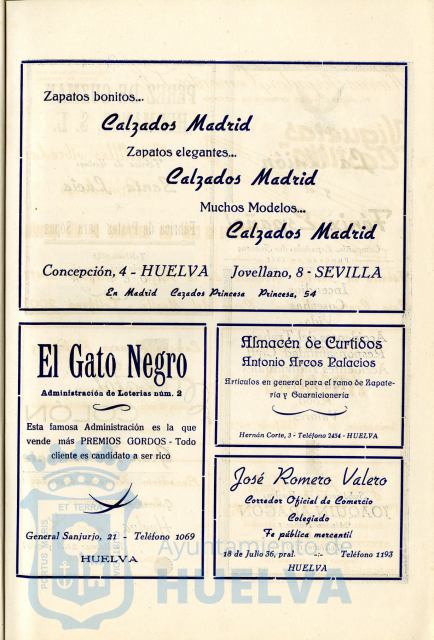 Zapatos bonitos...
Calzados Madrid
Zapatos elegantes...
Calzados Madrid
Muchos Modelos...
Calzados Madrid
Concepción, 4 - HUELVA Jovellano, 8 - SEVILLA
En Madrid Cazados Princesa Princesa, 54
El Gato Negro
Administración de Loterías núm. 2
Esta famosa Administración es la que
vende más PREMIOS GORDOS - Todo
cliente es candidato a ser rico
General Sanjurjo, 21 - Teléfono 1069
HUELVA
Almacén de Curtidos
Antonio Arcos Palacios
Artículos en general para el ramo de Zapate-
ría y Guarnicionería
Hernán Corte, 3 - Teléfono 2454 - HUELVA
José Romero Valero
Corredor Oficial de Comercio
Colegiado
Fe pública mercantil
18 de Julio 36, pral. -:- Teléfono 1193
HUELVA
Ayuntamiento de
HUELVA